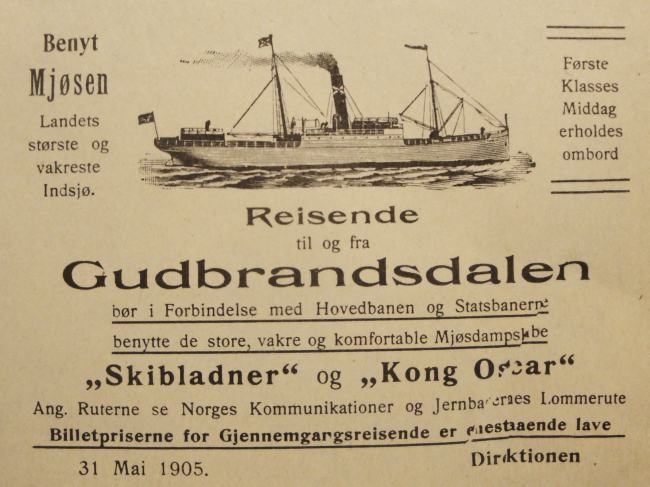 Benyt
Mjøsen
Landets
største og
vakreste
Indsjø.
Første
Klasses
Middag
erholdes
ombord
Reisende
til og fra
Gudbrandsdalen
bør i Forbindelse med Hovedbanen og Statsbanerne
benytte de store, vakre og komfortable Mjøsdampskibe
„Skibladner“ og „Kong Oscar“
Ang. Ruterne se Norges Kommunikationer og Jernbanernes Lommerute
Billetpriserne for Gjennemgangsreisende er enestaaende lave
31 Mai 1905.
Direktionen